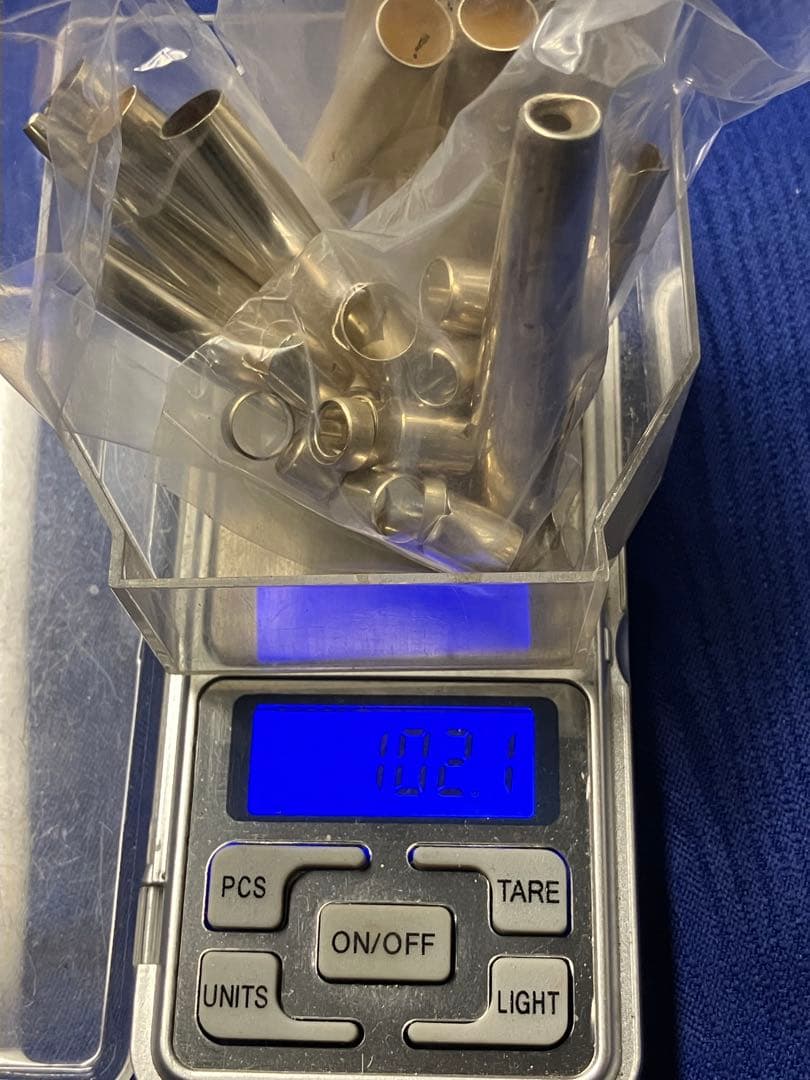 102.1
PCS
TARE
ON/OFF
UNITS
LIGHT